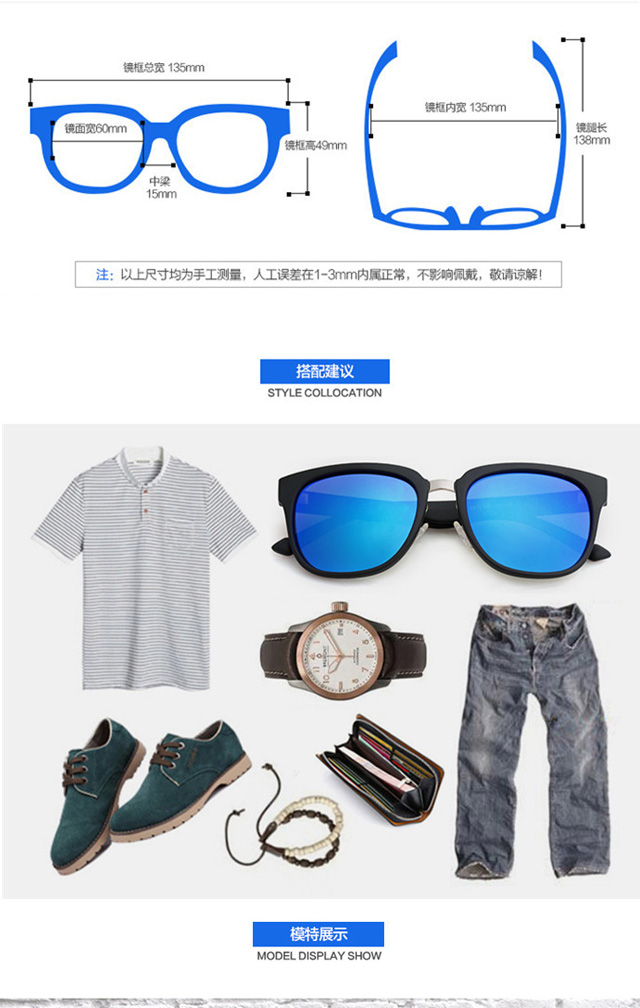 镜框总宽 135mm
镜面宽60mm
镜框高49mm
中梁
15mm
镜框内宽 135mm
镜腿长
138mm
注：以上尺寸均为手工测量，人工误差在1-3mm内属正常，不影响佩戴，敬请谅解！
搭配建议
STYLE COLLOCATION
模特展示
MODEL DISPLAY SHOW